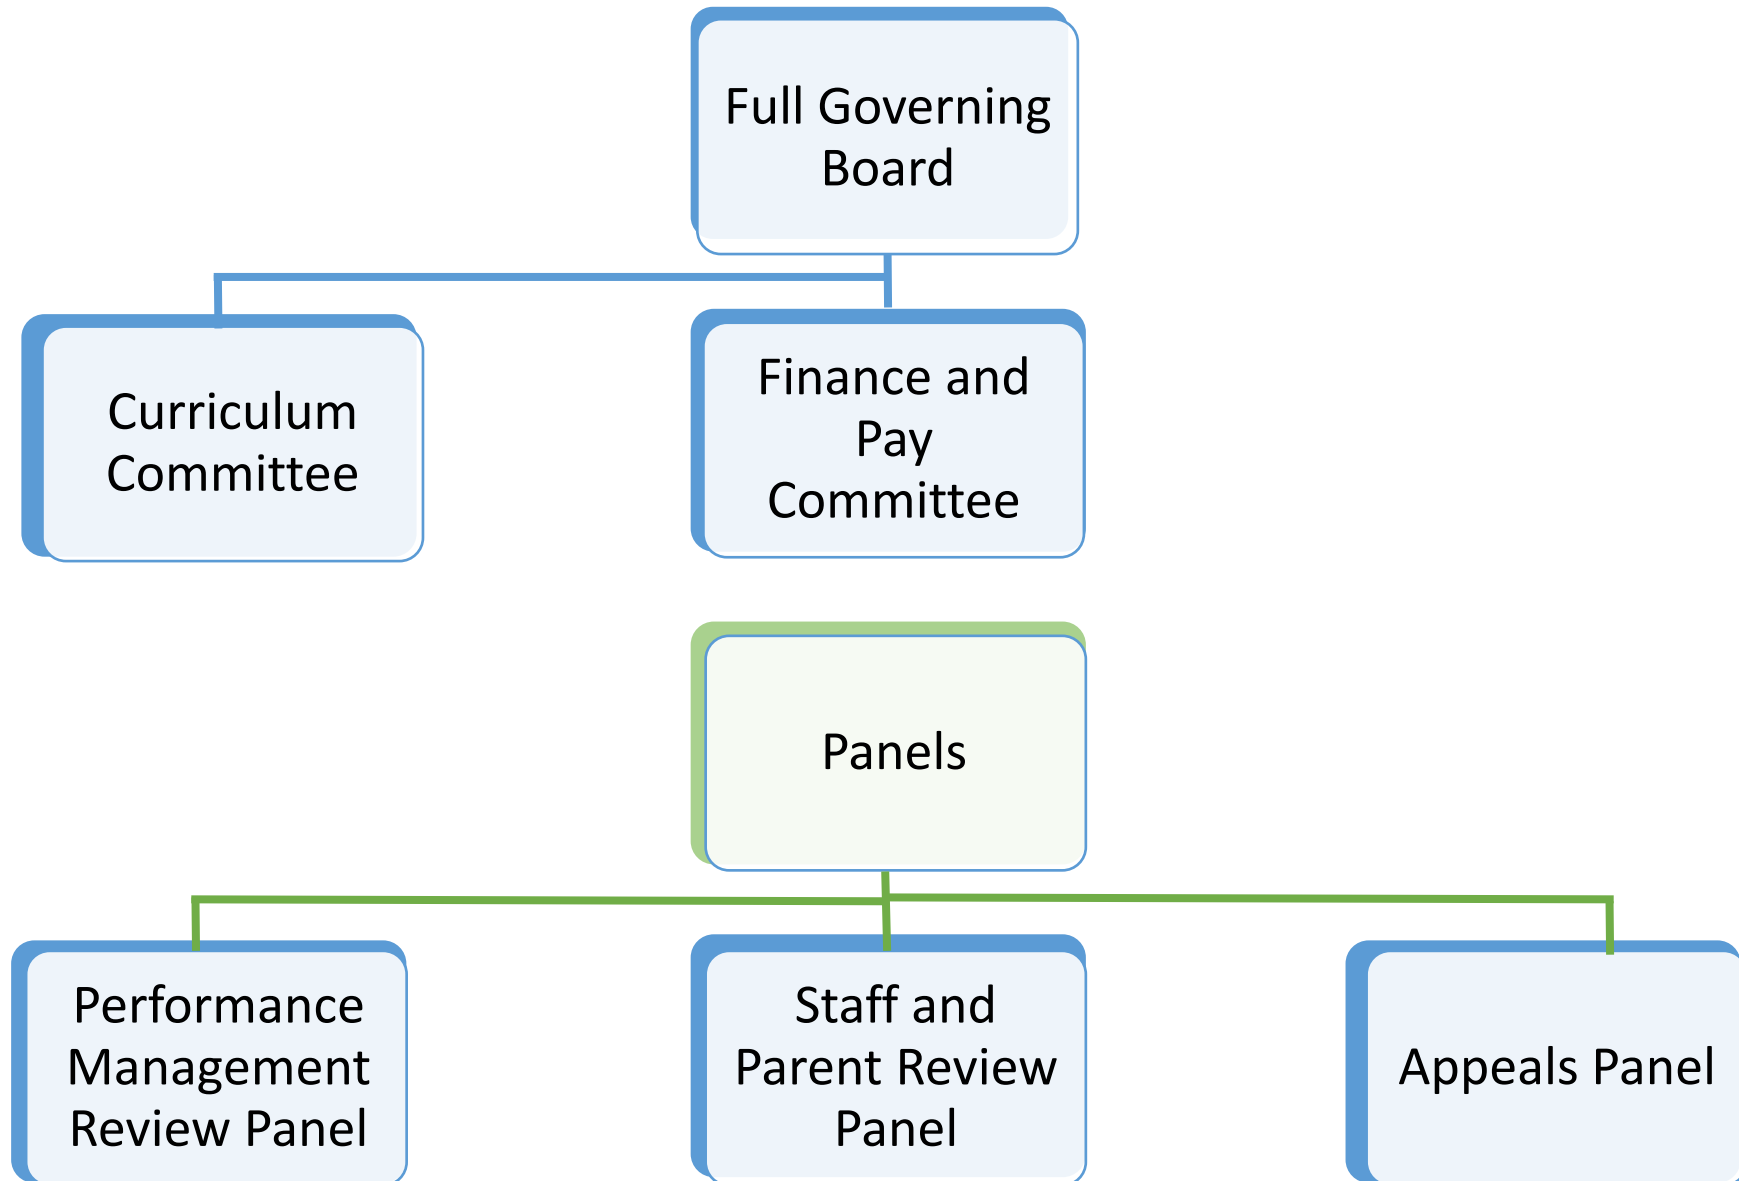 Full Governing
Board
Curriculum
Committee
Finance and
Pay
Committee
Panels
Performance
Management
Review Panel
Staff and
Parent Review
Panel
Appeals Panel